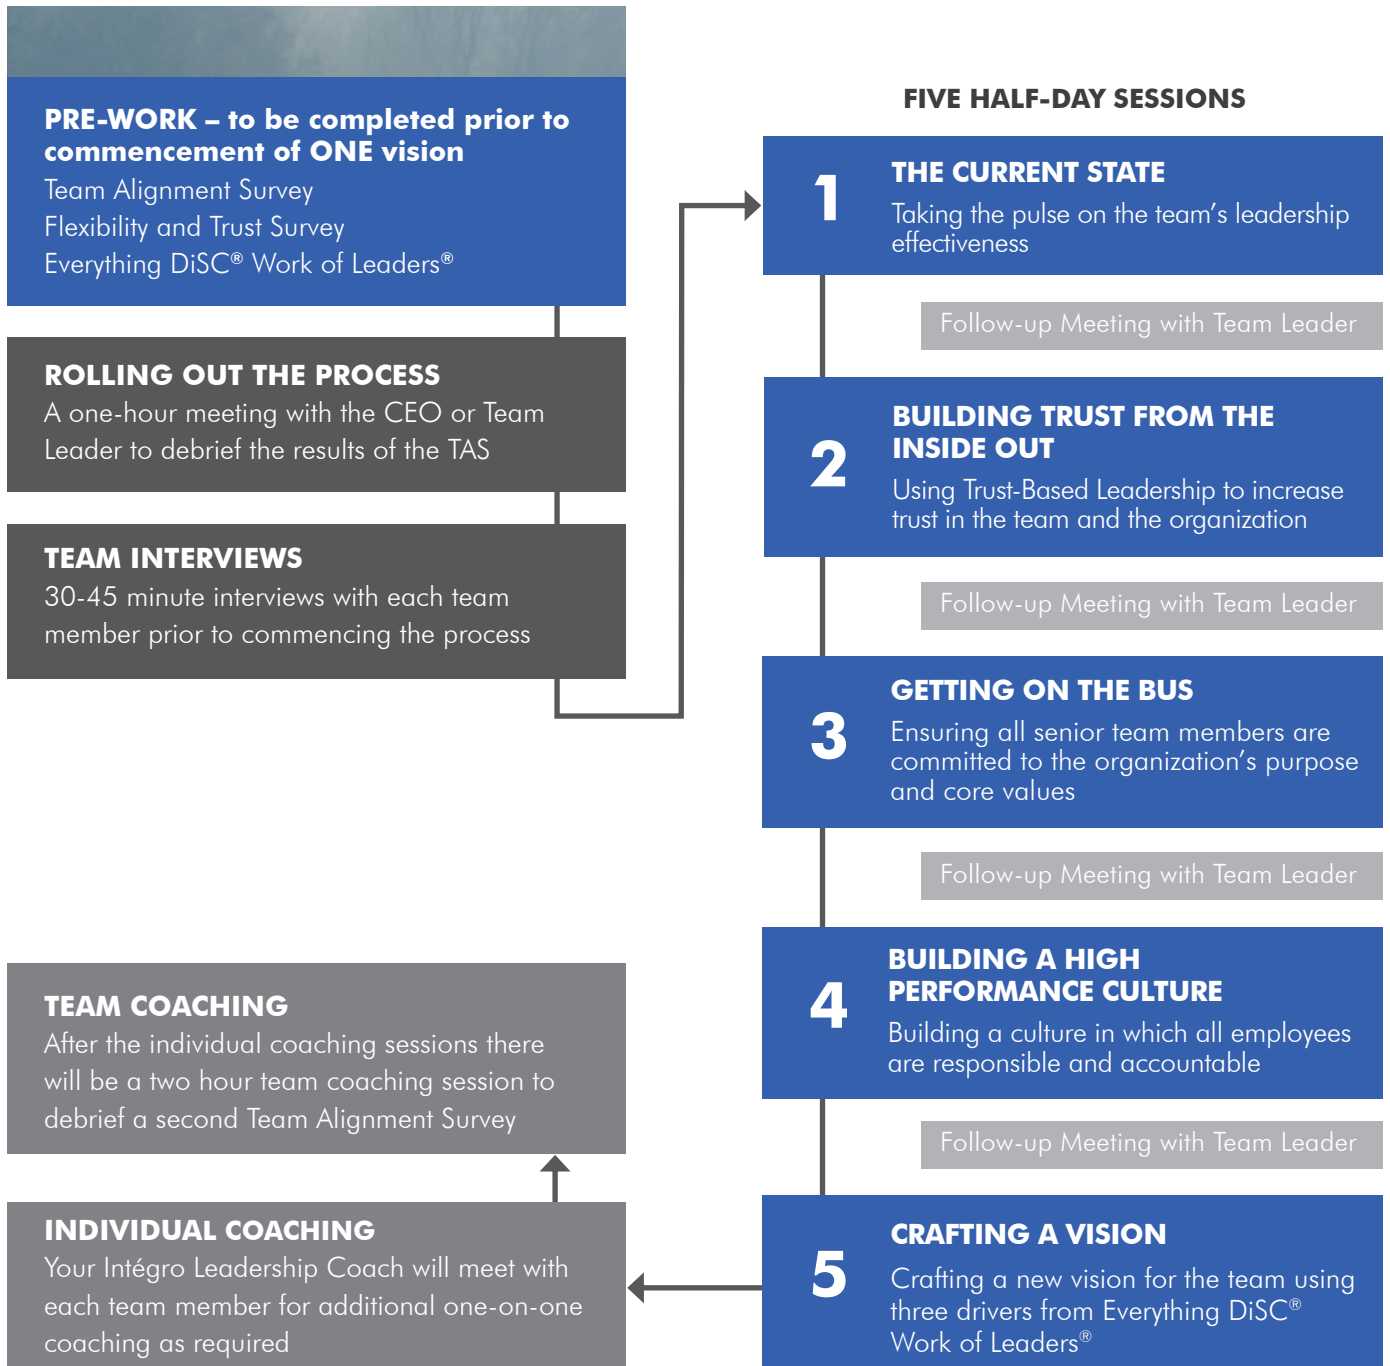 PRE-WORK – to be completed prior to
commencement of ONE vision
Team Alignment Survey
Flexibility and Trust Survey
Everything DiSC® Work of Leaders®
ROLLING OUT THE PROCESS
A one-hour meeting with the CEO or Team
Leader to debrief the results of the TAS
TEAM INTERVIEWS
30-45 minute interviews with each team
member prior to commencing the process
FIVE HALF-DAY SESSIONS
1
THE CURRENT STATE
Taking the pulse on the team’s leadership
effectiveness
Follow-up Meeting with Team Leader
2
BUILDING TRUST FROM THE
INSIDE OUT
Using Trust-Based Leadership to increase
trust in the team and the organization
Follow-up Meeting with Team Leader
3
GETTING ON THE BUS
Ensuring all senior team members are
committed to the organization’s purpose
and core values
Follow-up Meeting with Team Leader
4
BUILDING A HIGH
PERFORMANCE CULTURE
Building a culture in which all employees
are responsible and accountable
Follow-up Meeting with Team Leader
5
CRAFTING A VISION
Crafting a new vision for the team using
three drivers from Everything DiSC®
Work of Leaders®
INDIVIDUAL COACHING
Your Intégro Leadership Coach will meet with
each team member for additional one-on-one
coaching as required
TEAM COACHING
After the individual coaching sessions there
will be a two hour team coaching session to
debrief a second Team Alignment Survey